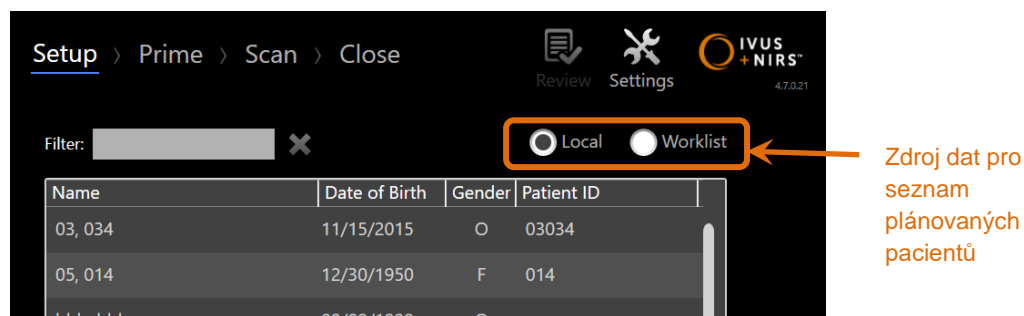 Setup 〉 Prime 〉 Scan 〉 Close
Review
Settings
IVUS
+NIRS™
4.7.0.21
Filter:
Local
Worklist
Name Date of Birth Gender Patient ID
03, 034 11/15/2015 O 03034
05, 014 12/30/1950 F 014
Zdroj dat pro
seznam
plánovaných
pacientů